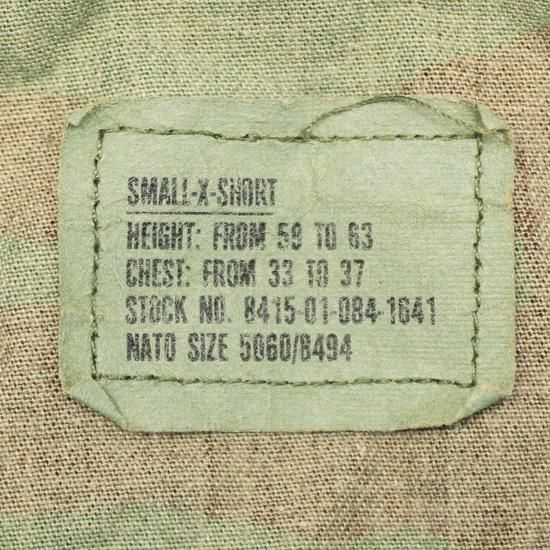 SMALL-X-SHORT
HEIGHT: FROM 59 TO 63
CHEST: FROM 33 TO 37
STOCK NO. 8415-01-084-1641
NATO SIZE 5060/8494